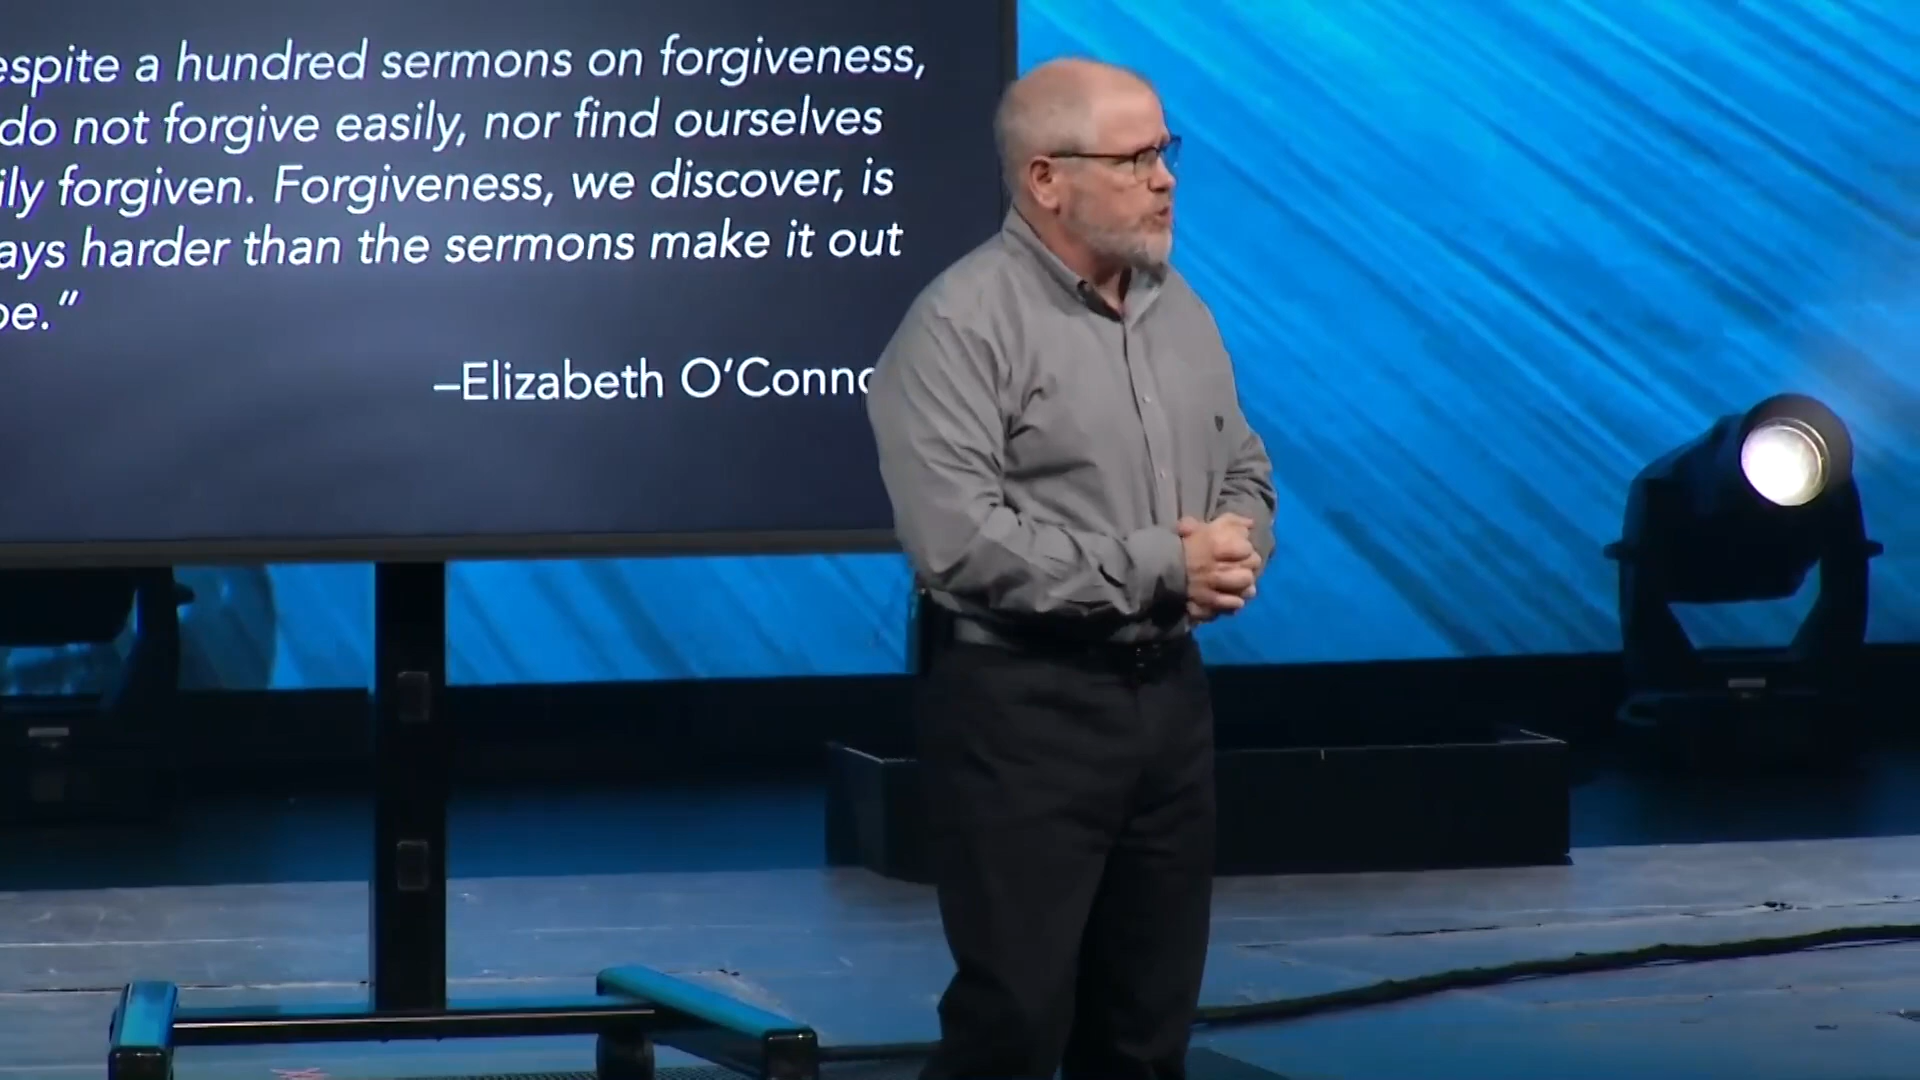 espite a hundred sermons on forgiveness,
do not forgive easily, nor find ourselves
ily forgiven. Forgiveness, we discover, is
ays harder than the sermons make it out
be.”
–Elizabeth O’Conno